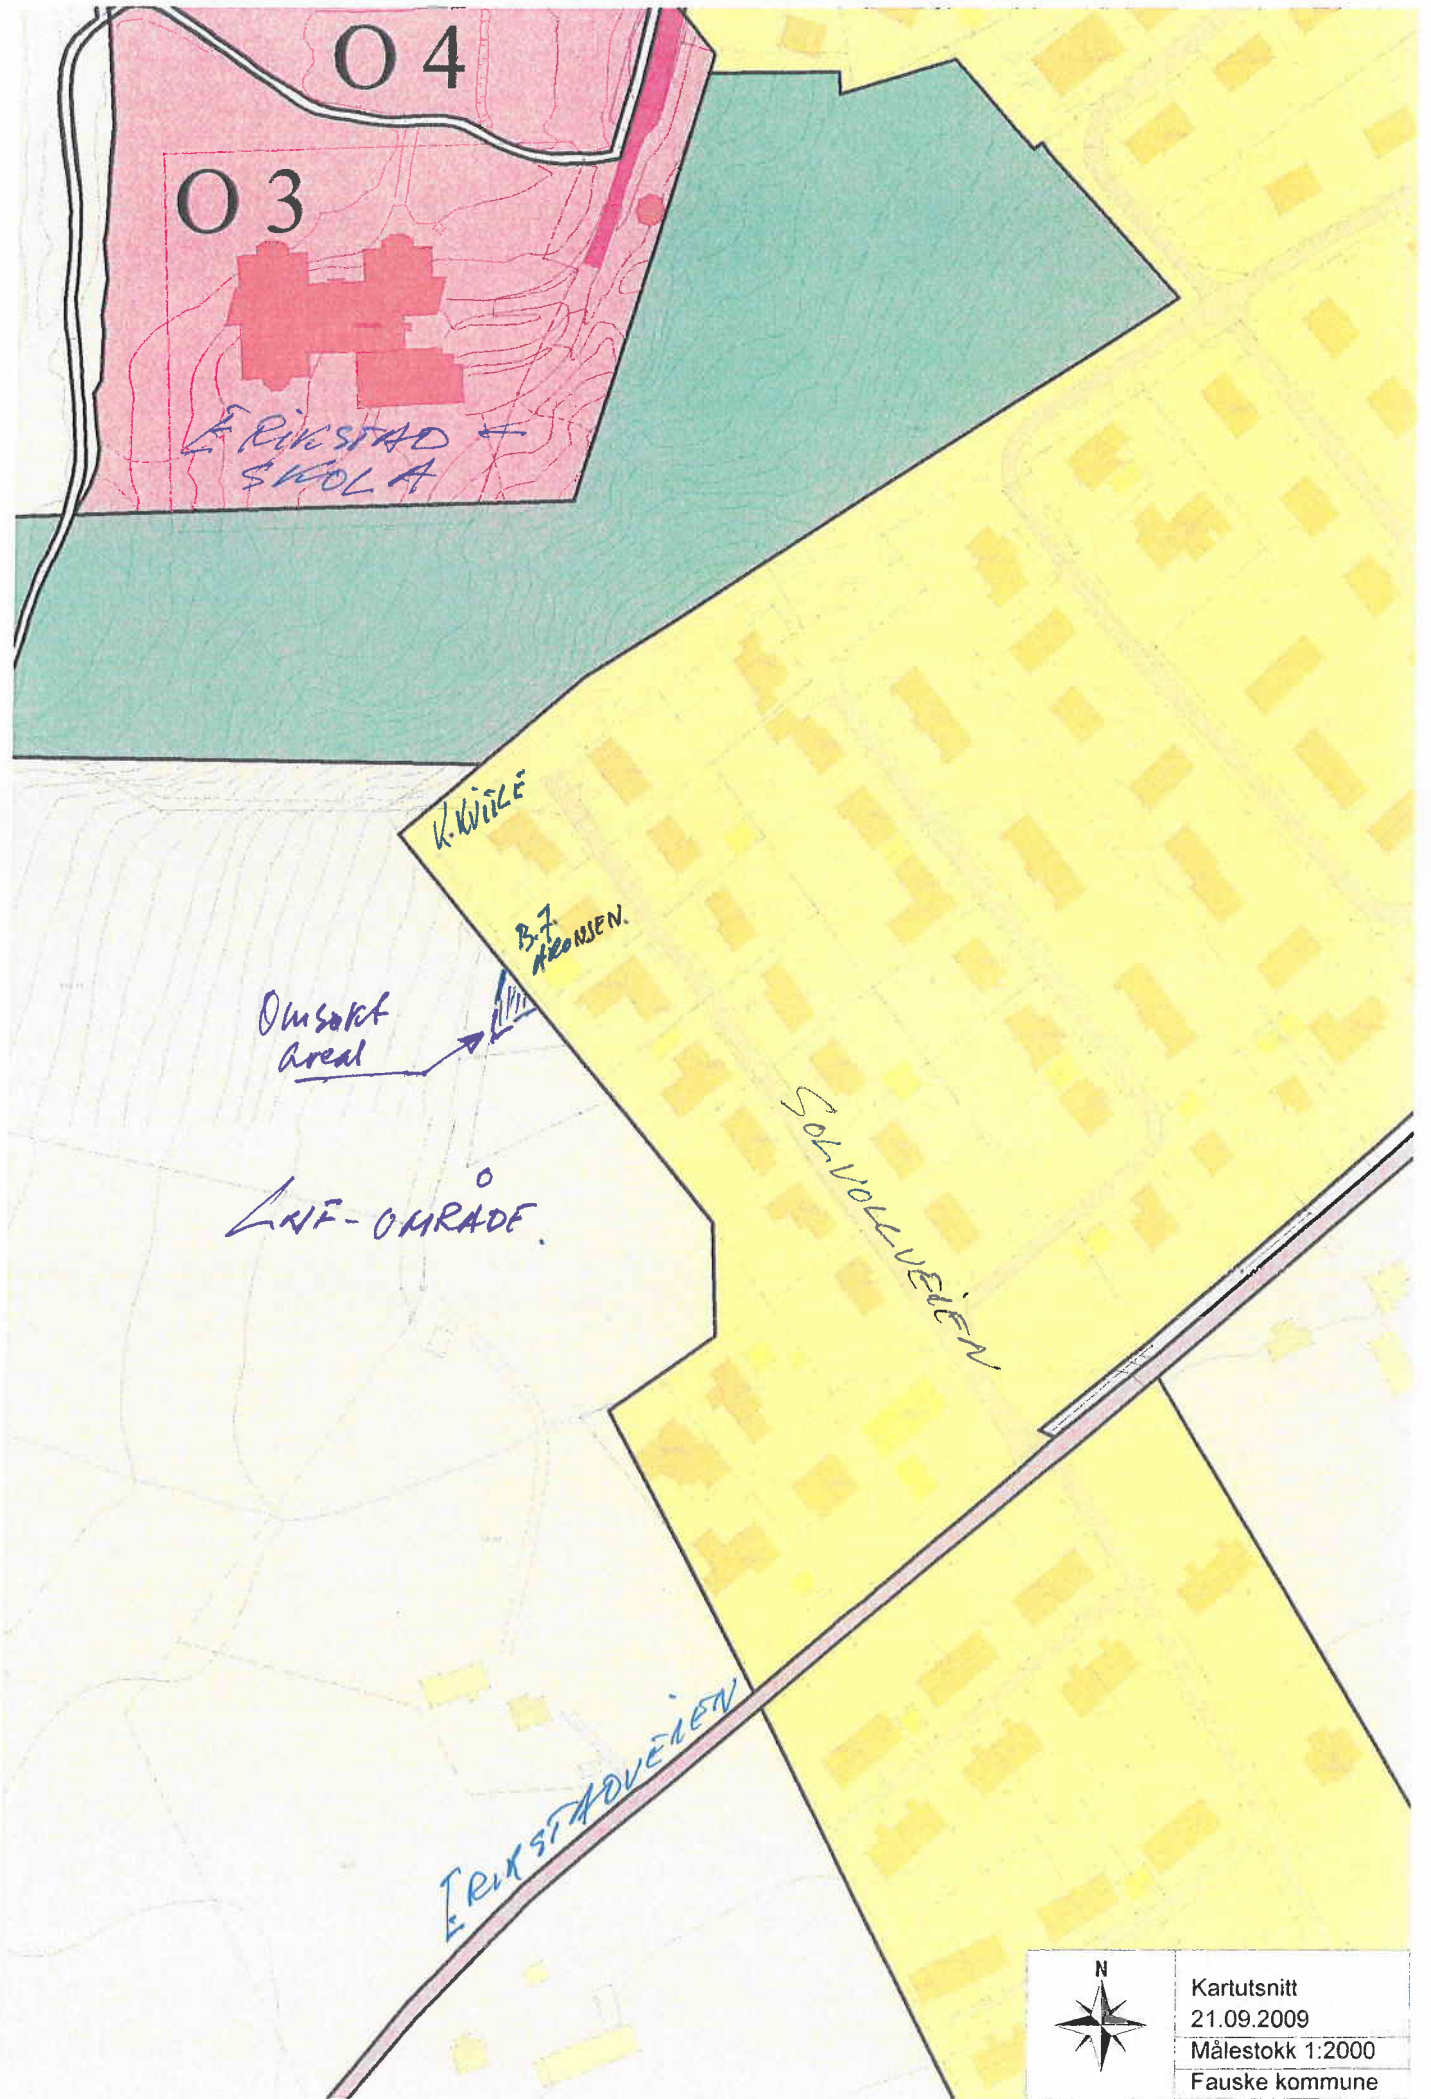 O 4
O 3
ERIKSTAD
SKOLA
K. KVIILE
B.F.
ARONSEN.
Omsøkt
areal
LNF-OMRÅDE.
SOLVOLLVEIEN
ERIKSTADVEIEN
N
Kartutsnitt
21.09.2009
Målestokk 1:2000
Fauske kommune